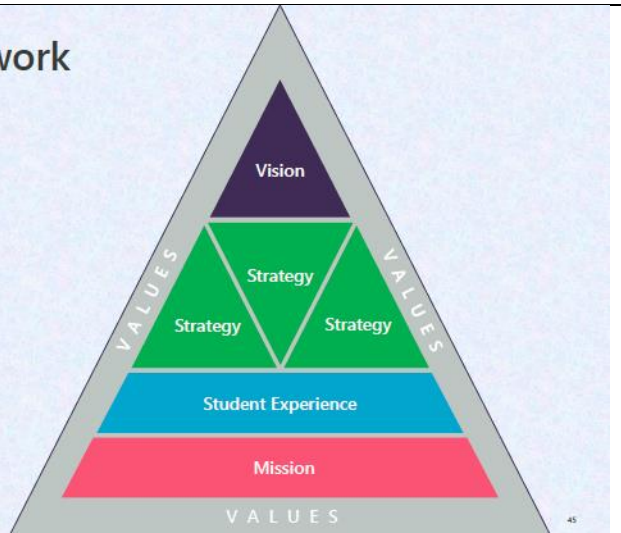 work
Vision
VALUES
VALUES
Strategy
Strategy
Strategy
Student Experience
Mission
VALUES
45